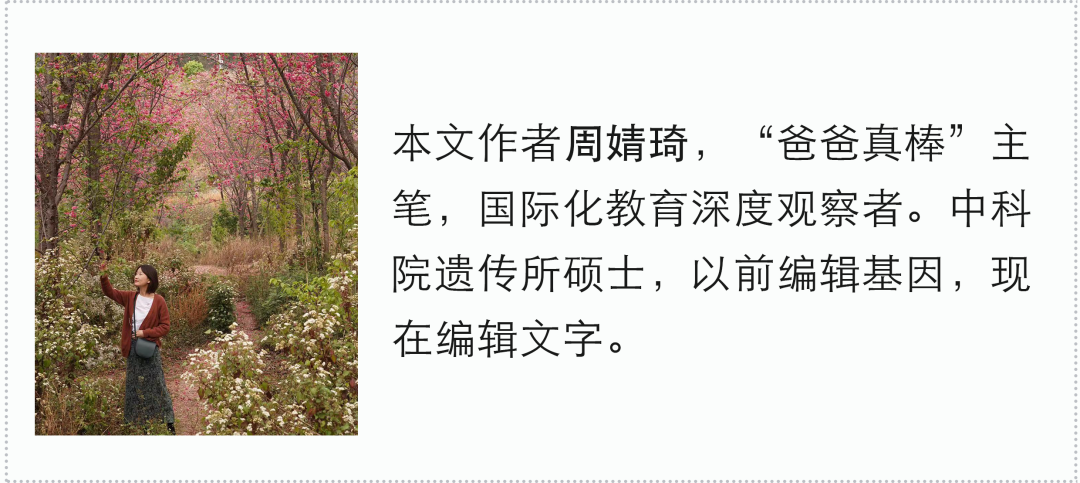 本文作者周婧琦，“爸爸真棒”主
笔，国际化教育深度观察者。中科
院遗传所硕士，以前编辑基因，现
在编辑文字。